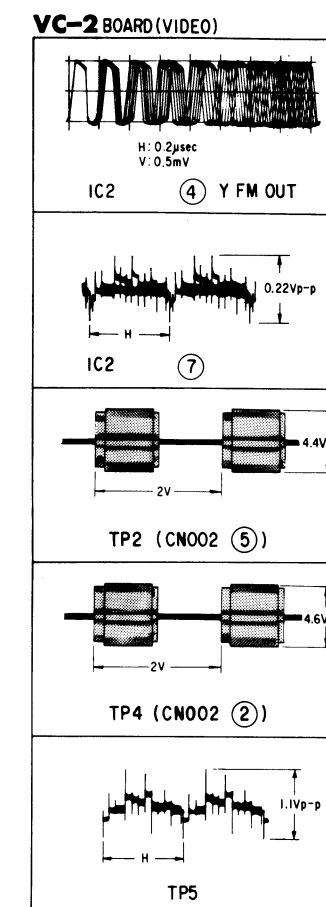 VC-2 BOARD (VIDEO)
H: 0.2µsec
V: 0.5mV
IC2 ④ Y FM OUT
0.22Vp-p
H
IC2 ⑦
4.4V
2V
TP2 (CN002 ⑤)
4.6V
2V
TP4 (CN002 ②)
1.1Vp-p
H
TP5